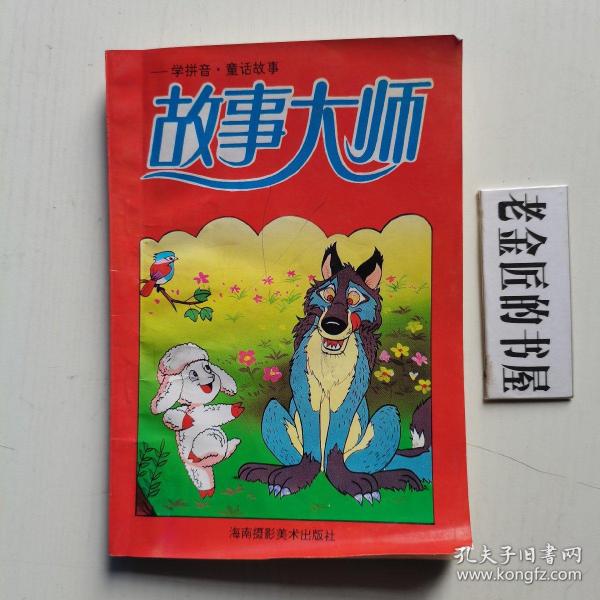 ——学拼音·童话故事
故事大师
海南摄影美术出版社
老金匠的书屋
孔夫子旧书网
www.kongfz.com